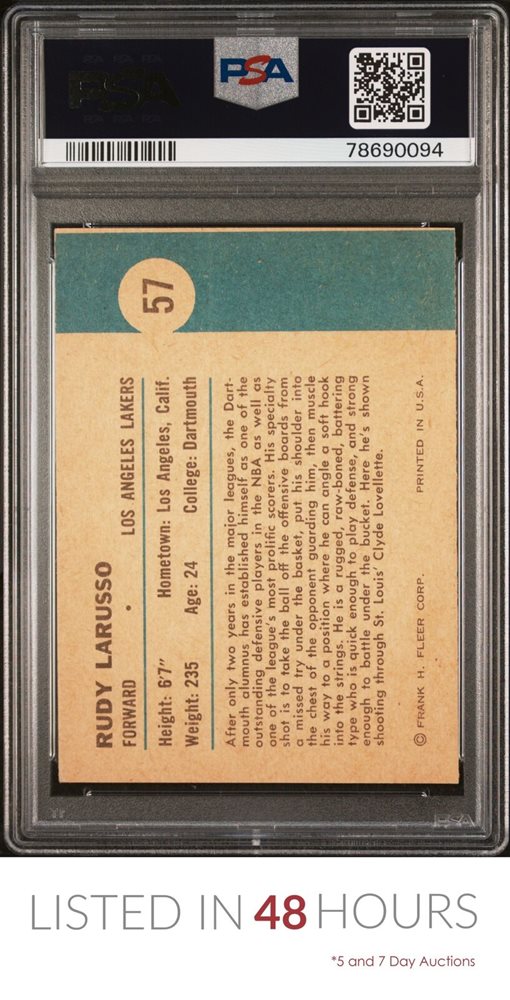 PSA
PSA
78690094
57
RUDY LARUSSO
FORWARD • LOS ANGELES LAKERS
Height: 6'7" Hometown: Los Angeles, Calif.
Weight: 235 Age: 24 College: Dartmouth
After only two years in the major leagues, the Dart-
mouth alumnus has established himself as one of the
outstanding defensive players in the NBA as well as
one of the league's most prolific scorers. His specialty
shot is to take the ball off the offensive boards from
a missed try under the basket, put his shoulder into
the chest of the opponent guarding him, then muscle
his way to a position where he can angle a soft hook
into the strings. He is a rugged, raw-boned, battering
type who is quick enough to play defense, and strong
enough to battle under the bucket. Here he's shown
shooting through St. Louis' Clyde Lovellette.
© FRANK H. FLEER CORP. PRINTED IN U.S.A.
PSA
LISTED IN 48 HOURS
*5 and 7 Day Auctions